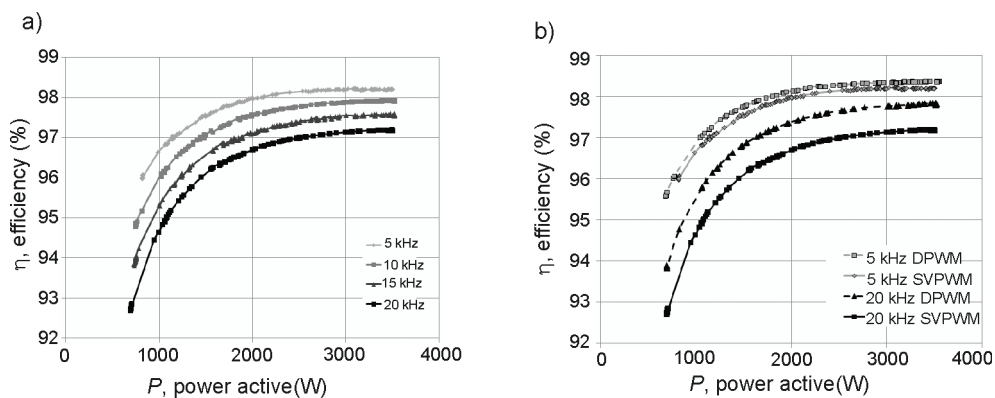 a)
99
98
97
96
95
94
93
92
η, efficiency (%)
0 1000 2000 3000 4000
P, power active(W)
5 kHz
10 kHz
15 kHz
20 kHz
b)
99
98
97
96
95
94
93
92
η, efficiency (%)
0 1000 2000 3000 4000
P, power active(W)
5 kHz DPWM
5 kHz SVPWM
20 kHz DPWM
20 kHz SVPWM